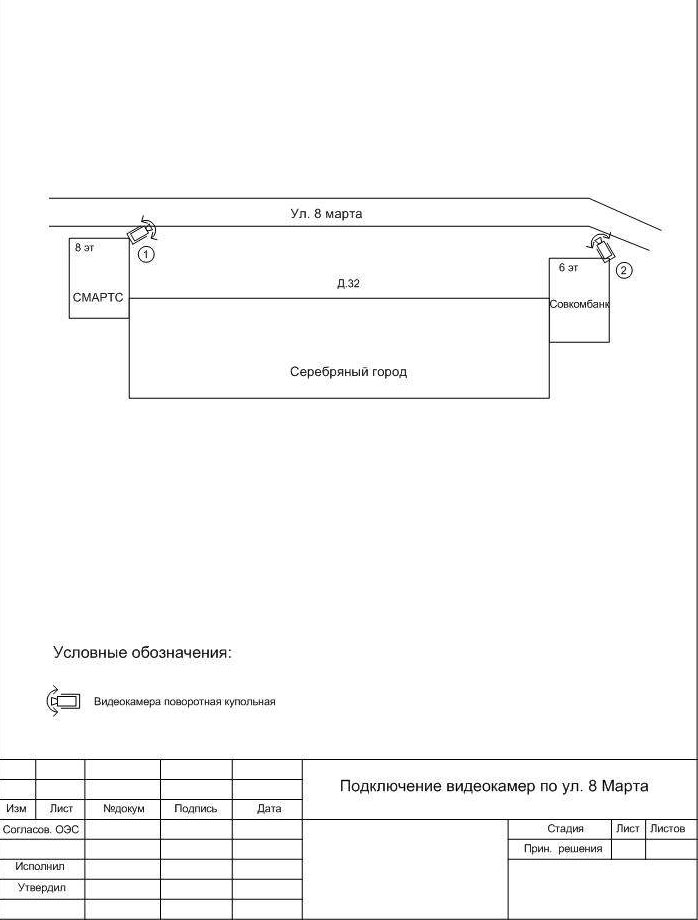 Ул. 8 марта
8 эт
1
6 эт
2
Д.32
СМАРТС
Совкомбанк
Серебряный город
Условные обозначения:
Видеокамера поворотная купольная
Подключение видеокамер по ул. 8 Марта
Изм Лист №докум Подпись Дата
Согласов. ОЭС
Стадия Лист Листов
Прин. решения
Исполнил
Утвердил